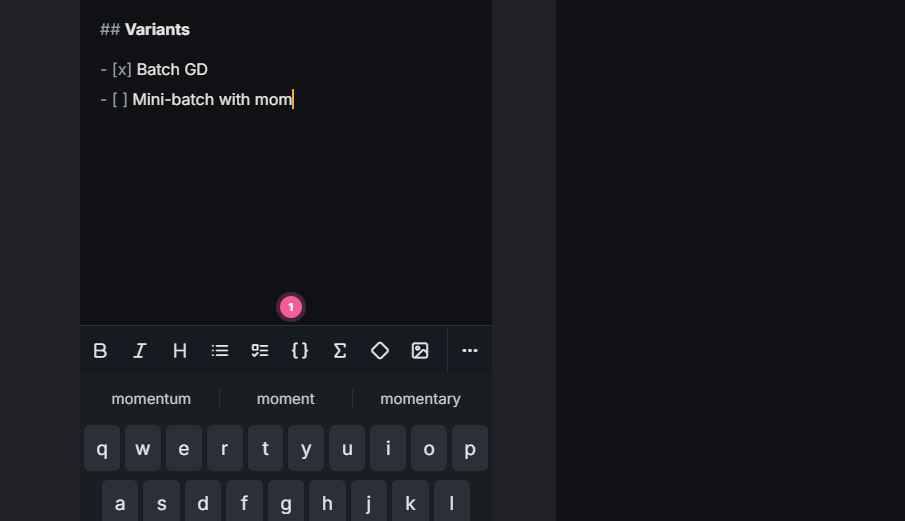 ## Variants
- [x] Batch GD
- [ ] Mini-batch with mom
1
B I H {} Σ ...
momentum moment momentary
q w e r t y u i o p
a s d f g h j k l